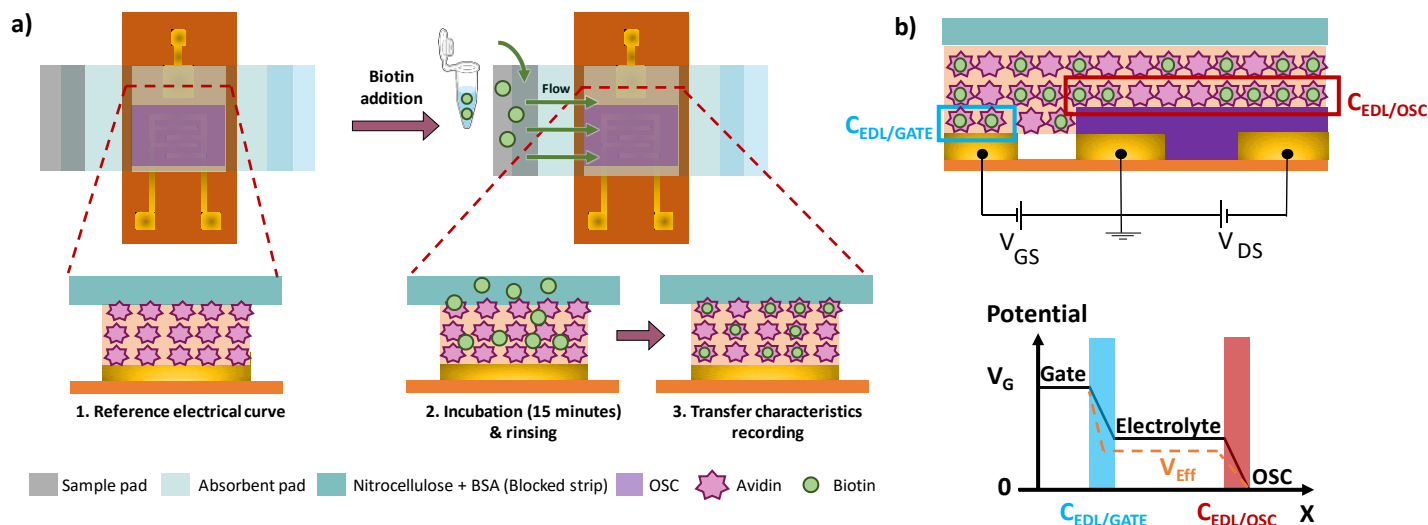 a)
Biotin
addition
Flow
1. Reference electrical curve
2. Incubation (15 minutes)
& rinsing
3. Transfer characteristics
recording
b)
C_EDL/OSC
C_EDL/GATE
V_GS
V_DS
Potential
V_G
Gate
Electrolyte
V_Eff
OSC
0
C_EDL/GATE
C_EDL/OSC
X
Sample pad
Absorbent pad
Nitrocellulose + BSA (Blocked strip)
OSC
Avidin
Biotin